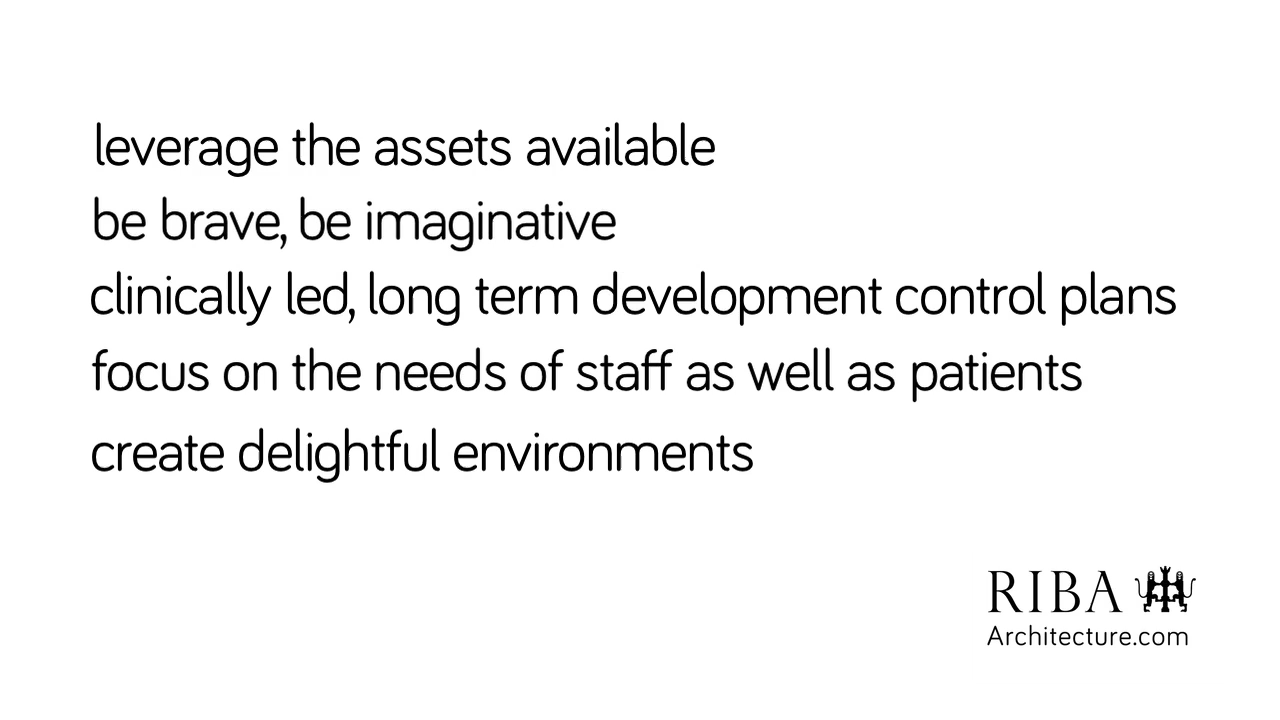 leverage the assets available
be brave, be imaginative
clinically led, long term development control plans
focus on the needs of staff as well as patients
create delightful environments
RIBA
Architecture.com